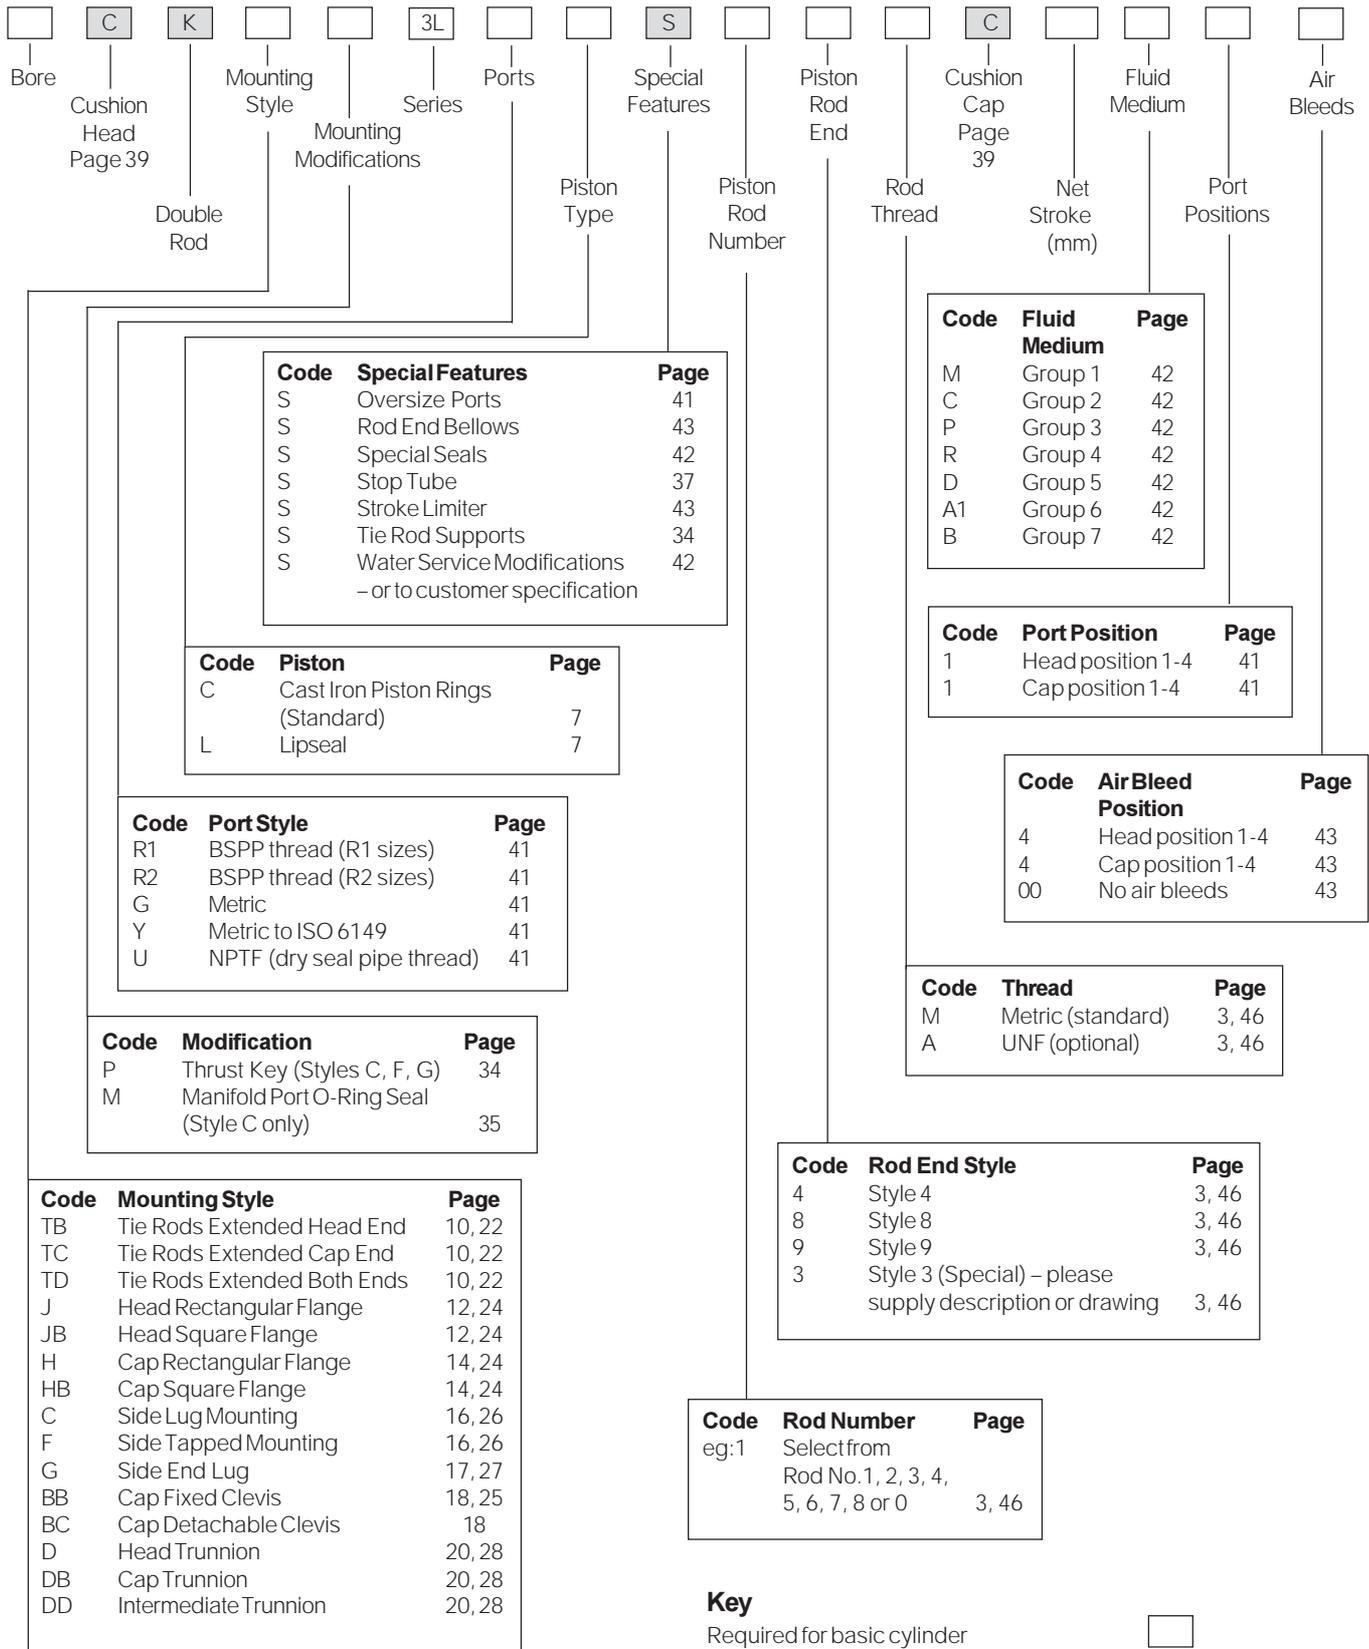 C K 3L S C
Bore
Cushion
Head
Page 39
Double
Rod
Mounting
Style
Mounting
Modifications
Series
Ports
Piston
Type
Special
Features
Piston
Rod
Number
Piston
Rod
End
Rod
Thread
Cushion
Cap
Page
39
Net
Stroke
(mm)
Fluid
Medium
Port
Positions
Air
Bleeds
Code Fluid Page
Medium
M Group 1 42
C Group 2 42
P Group 3 42
R Group 4 42
D Group 5 42
A1 Group 6 42
B Group 7 42
Code Special Features Page
S Oversize Ports 41
S Rod End Bellows 43
S Special Seals 42
S Stop Tube 37
S Stroke Limiter 43
S Tie Rod Supports 34
S Water Service Modifications 42
– or to customer specification
Code Port Position Page
1 Head position 1-4 41
1 Cap position 1-4 41
Code Piston Page
C Cast Iron Piston Rings
(Standard) 7
L Lipseal 7
Code Air Bleed Page
Position
4 Head position 1-4 43
4 Cap position 1-4 43
00 No air bleeds 43
Code Port Style Page
R1 BSPP thread (R1 sizes) 41
R2 BSPP thread (R2 sizes) 41
G Metric 41
Y Metric to ISO 6149 41
U NPTF (dry seal pipe thread) 41
Code Thread Page
M Metric (standard) 3, 46
A UNF (optional) 3, 46
Code Modification Page
P Thrust Key (Styles C, F, G) 34
M Manifold Port O-Ring Seal
(Style C only) 35
Code Rod End Style Page
4 Style 4 3, 46
8 Style 8 3, 46
9 Style 9 3, 46
3 Style 3 (Special) – please
supply description or drawing 3, 46
Code Mounting Style Page
TB Tie Rods Extended Head End 10, 22
TC Tie Rods Extended Cap End 10, 22
TD Tie Rods Extended Both Ends 10, 22
J Head Rectangular Flange 12, 24
JB Head Square Flange 12, 24
H Cap Rectangular Flange 14, 24
HB Cap Square Flange 14, 24
C Side Lug Mounting 16, 26
F Side Tapped Mounting 16, 26
G Side End Lug 17, 27
BB Cap Fixed Clevis 18, 25
BC Cap Detachable Clevis 18
D Head Trunnion 20, 28
DB Cap Trunnion 20, 28
DD Intermediate Trunnion 20, 28
Code Rod Number Page
eg:1 Select from
Rod No.1, 2, 3, 4,
5, 6, 7, 8 or 0 3, 46
Key
Required for basic cylinder